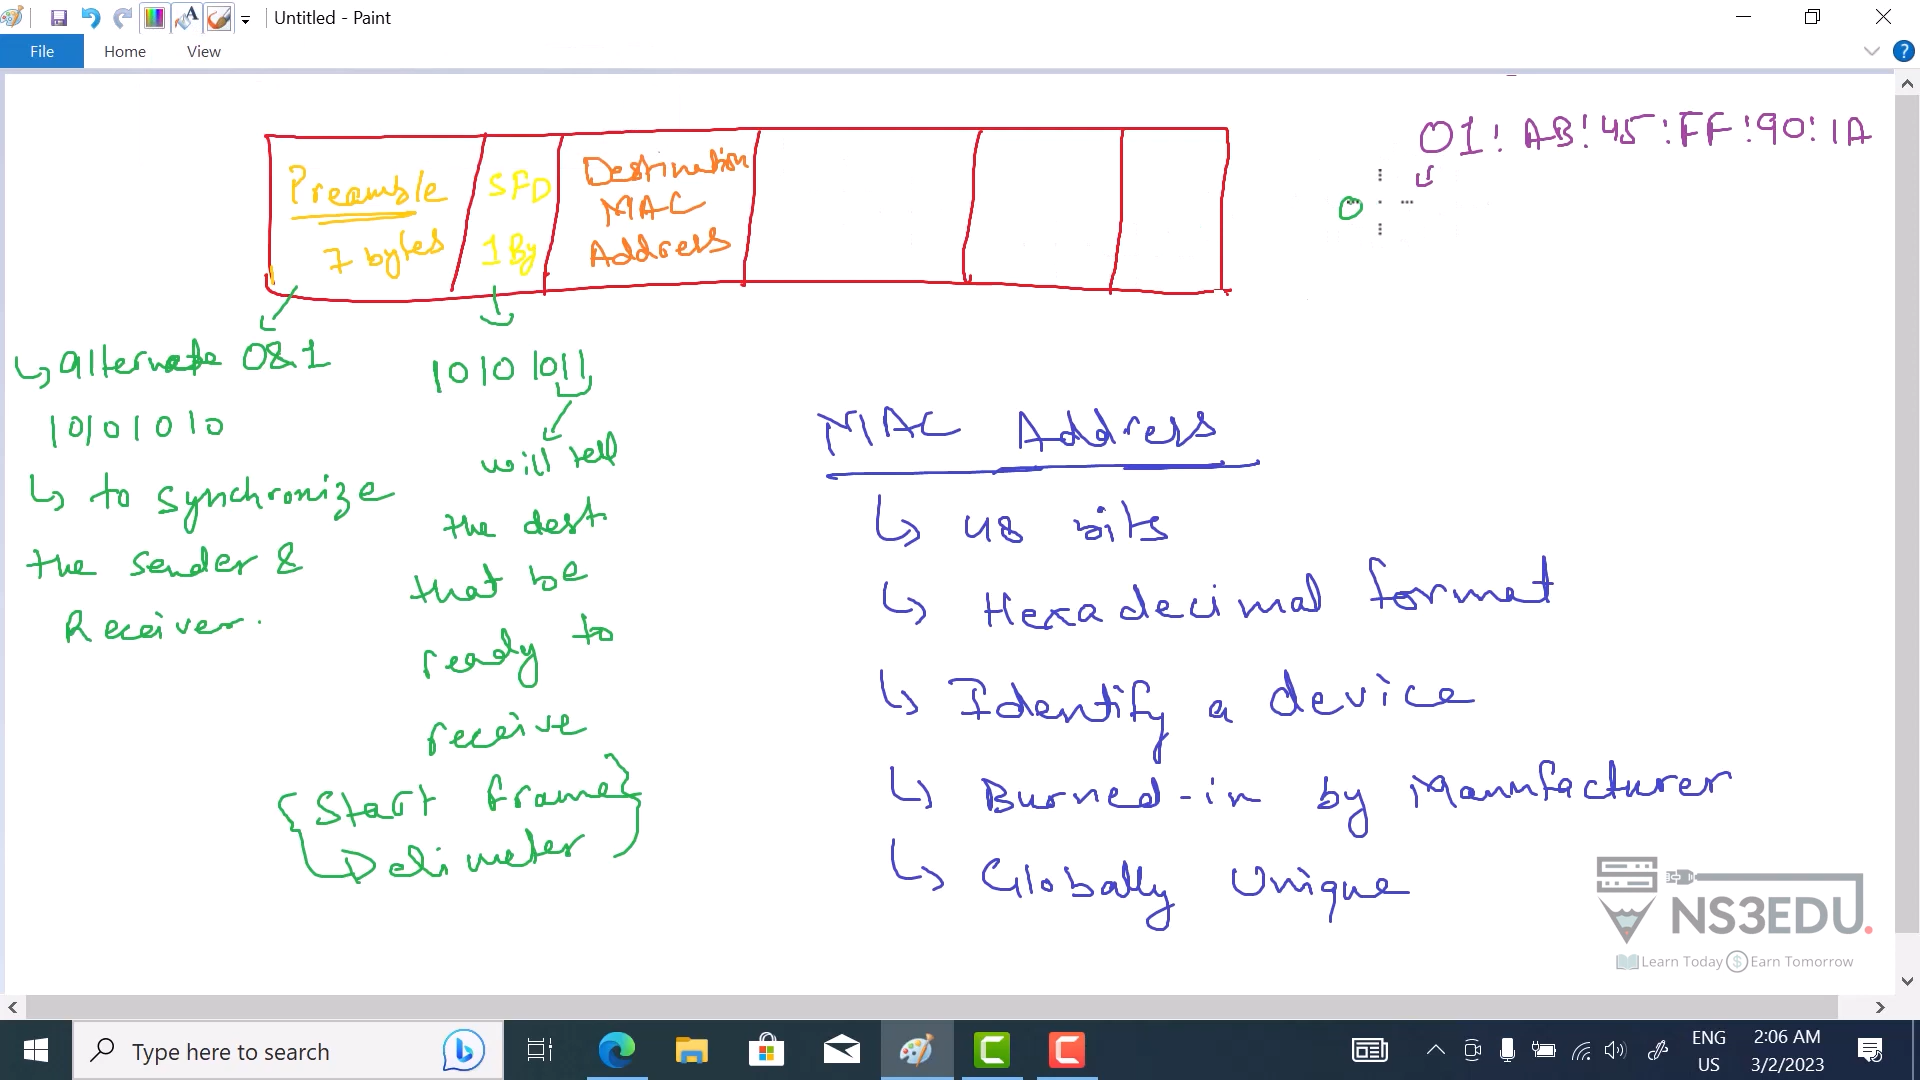 Untitled - Paint
File Home View
01: AB:45:FF:90:1A
Preamble
7 bytes
SFD
1 By
Destination
MAC
Address
0
alternate 0&1
10101010
to synchronize
the sender &
Receiver.
1010 1011
will tell
the dest.
that be
ready to
receive
{Start frame}
Delimeter
MAC Address
48 bits
Hexadecimal format
Identify a device
Burned-in by Manufacturer
Globally Unique
NS3EDU.
Learn Today $ Earn Tomorrow
Type here to search
ENG
US
2:06 AM
3/2/2023